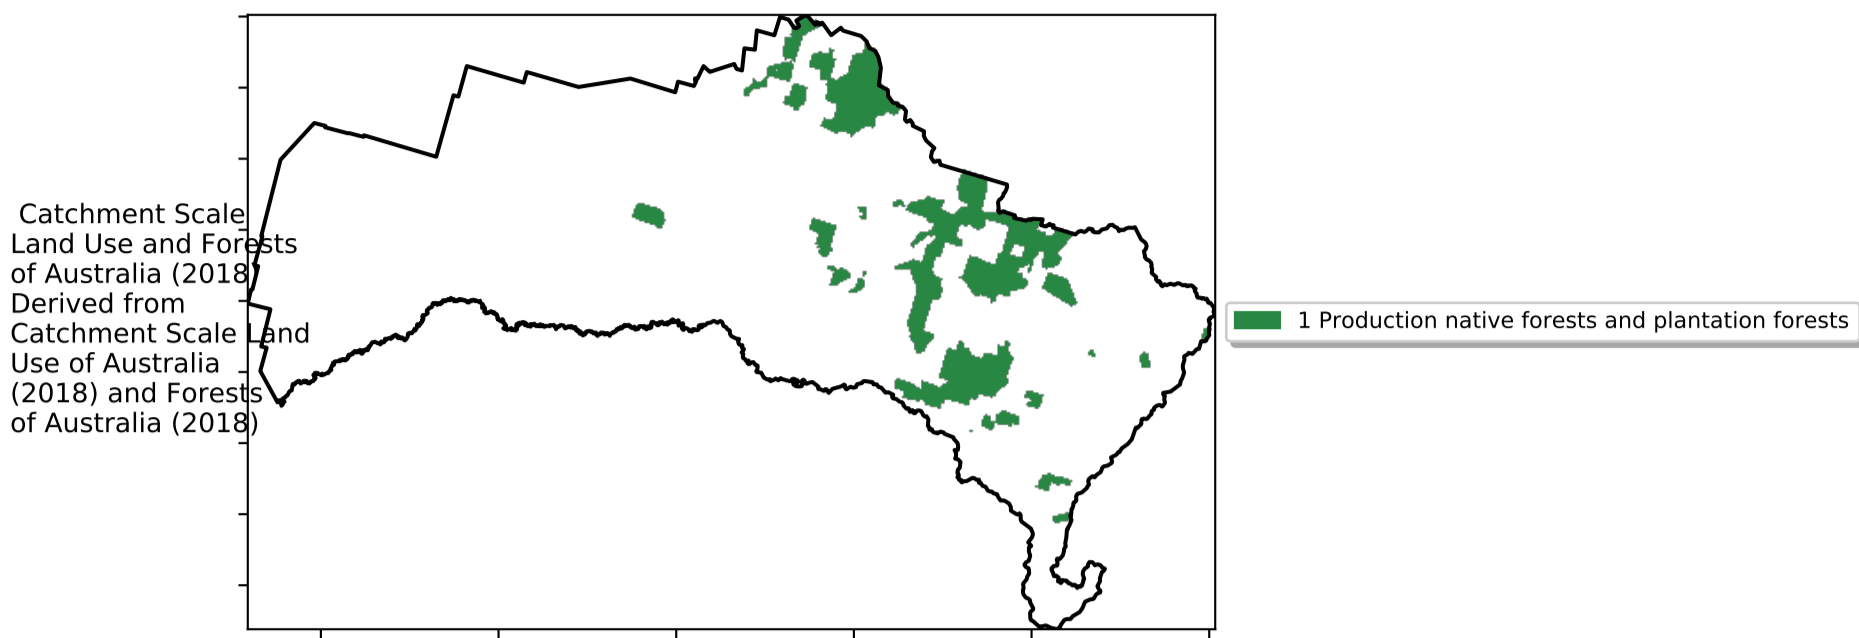 Catchment Scale
Land Use and Forests
of Australia (2018)
Derived from
Catchment Scale Land
Use of Australia
(2018) and Forests
of Australia (2018)
1 Production native forests and plantation forests